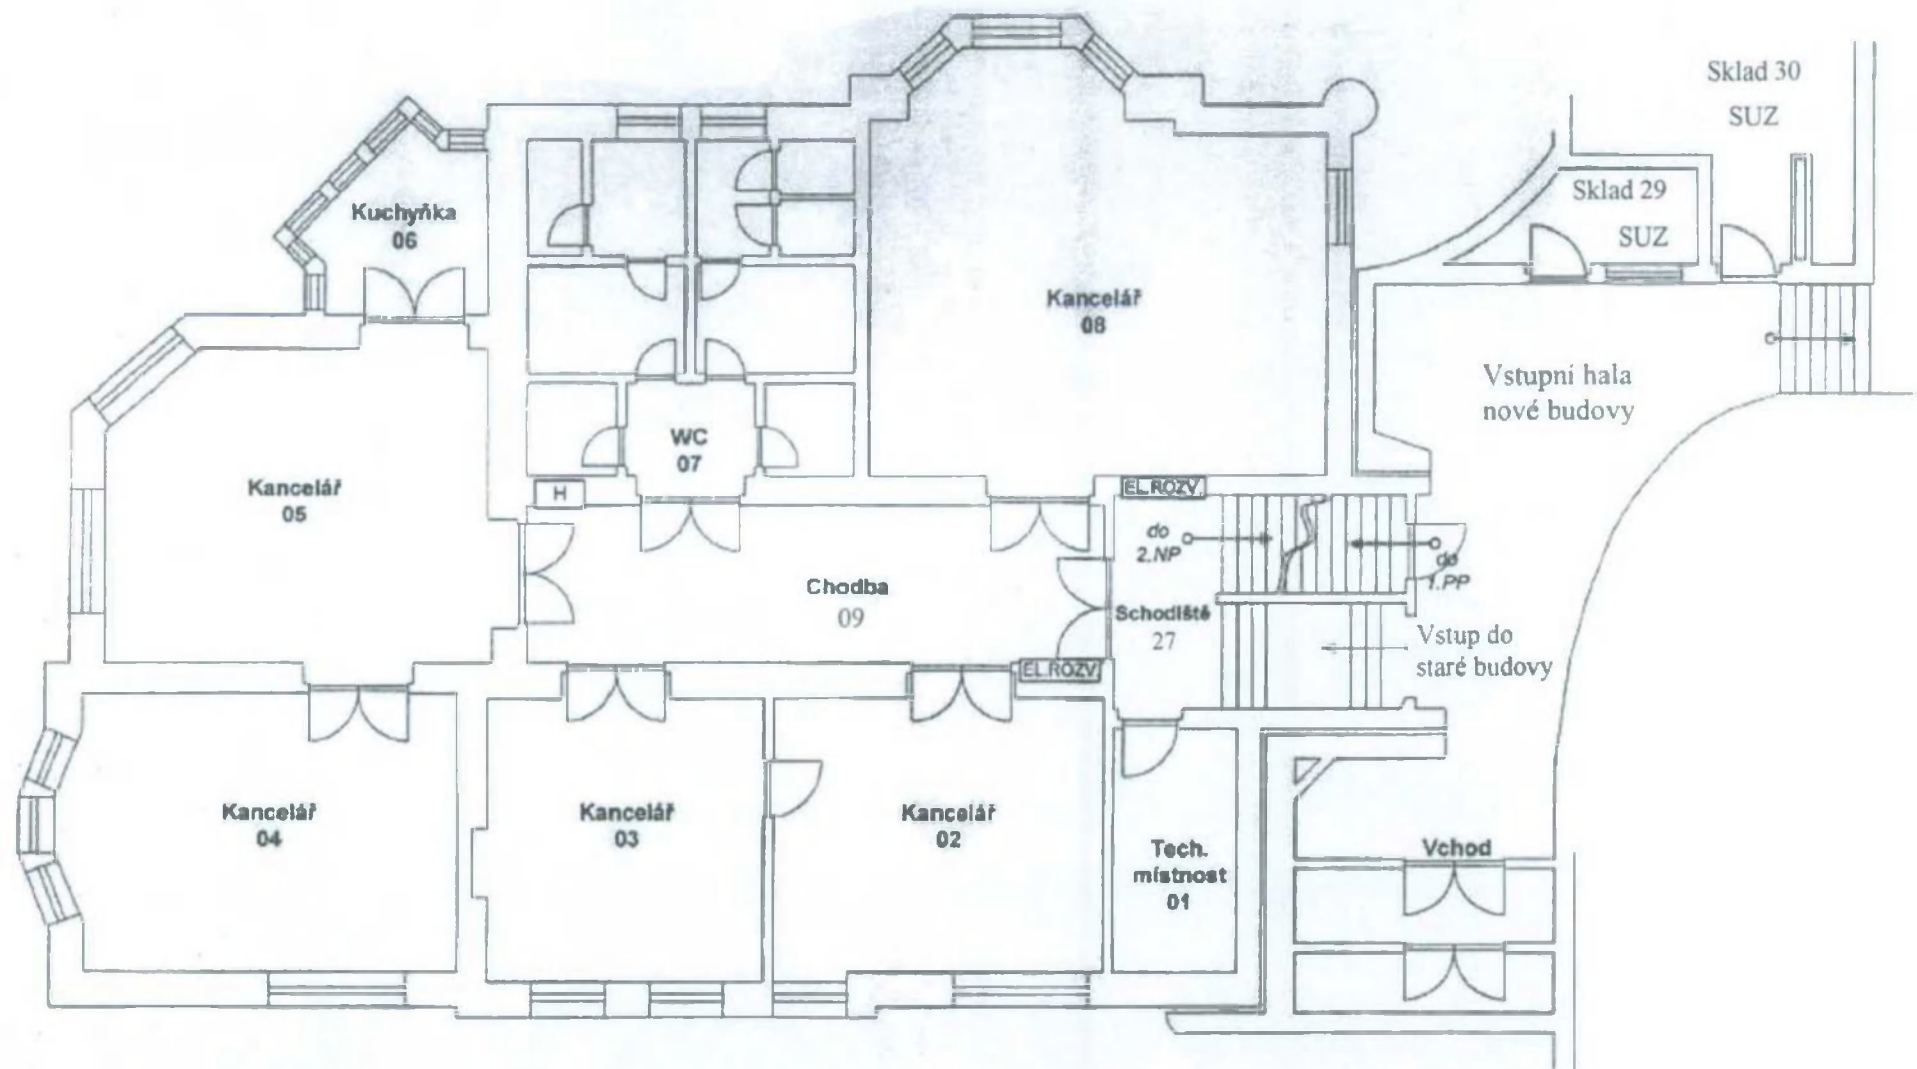 Sklad 30
SUZ
Sklad 29
SUZ
Kuchyňka
06
Kancelář
08
Vstupní hala
nové budovy
WC
07
Kancelář
05
H
EL.ROZV.
do
2.NP
do
1.PP
Chodba
09
Schodiště
27
Vstup do
staré budovy
EL.ROZV.
Kancelář
04
Kancelář
03
Kancelář
02
Tech.
místnost
01
Vchod